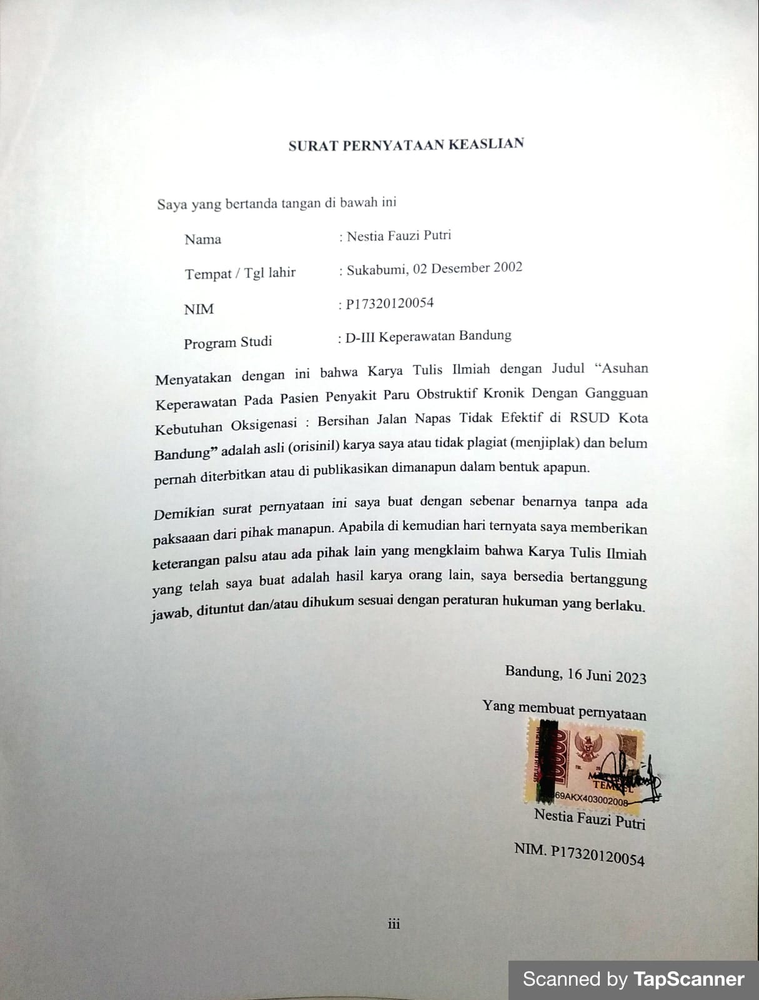 SURAT PERNYATAAN KEASLIAN
Saya yang bertanda tangan di bawah ini
Nama : Nestia Fauzi Putri
Tempat / Tgl lahir : Sukabumi, 02 Desember 2002
NIM : P17320120054
Program Studi : D-III Keperawatan Bandung
Menyatakan dengan ini bahwa Karya Tulis Ilmiah dengan Judul “Asuhan
Keperawatan Pada Pasien Penyakit Paru Obstruktif Kronik Dengan Gangguan
Kebutuhan Oksigenasi : Bersihan Jalan Napas Tidak Efektif di RSUD Kota
Bandung” adalah asli (orisinil) karya saya atau tidak plagiat (menjiplak) dan belum
pernah diterbitkan atau di publikasikan dimanapun dalam bentuk apapun.
Demikian surat pernyataan ini saya buat dengan sebenar benarnya tanpa ada
paksaaan dari pihak manapun. Apabila di kemudian hari ternyata saya memberikan
keterangan palsu atau ada pihak lain yang mengklaim bahwa Karya Tulis Ilmiah
yang telah saya buat adalah hasil karya orang lain, saya bersedia bertanggung
jawab, dituntut dan/atau dihukum sesuai dengan peraturan hukuman yang berlaku.
Bandung, 16 Juni 2023
Yang membuat pernyataan
SEPULUH RIBU RUPIAH
10000
TEMPEL
69AKX403002008
Nestia Fauzi Putri
NIM. P17320120054
iii
Scanned by TapScanner